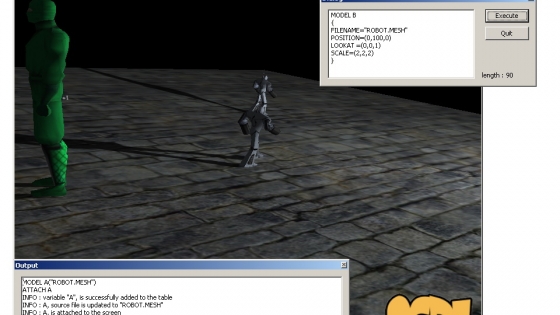 MODEL B
{
FILENAME="ROBOT.MESH"
POSITION=(0,100,0)
LOOKAT =(0,0,1)
SCALE=(2,2,2)
}
Execute
Quit
length : 90
Output
MODEL A("ROBOT.MESH")
ATTACH A
INFO : variable "A", is successfully added to the table
INFO : A, source file is updated to "ROBOT.MESH"
INFO : A, is attached to the screen